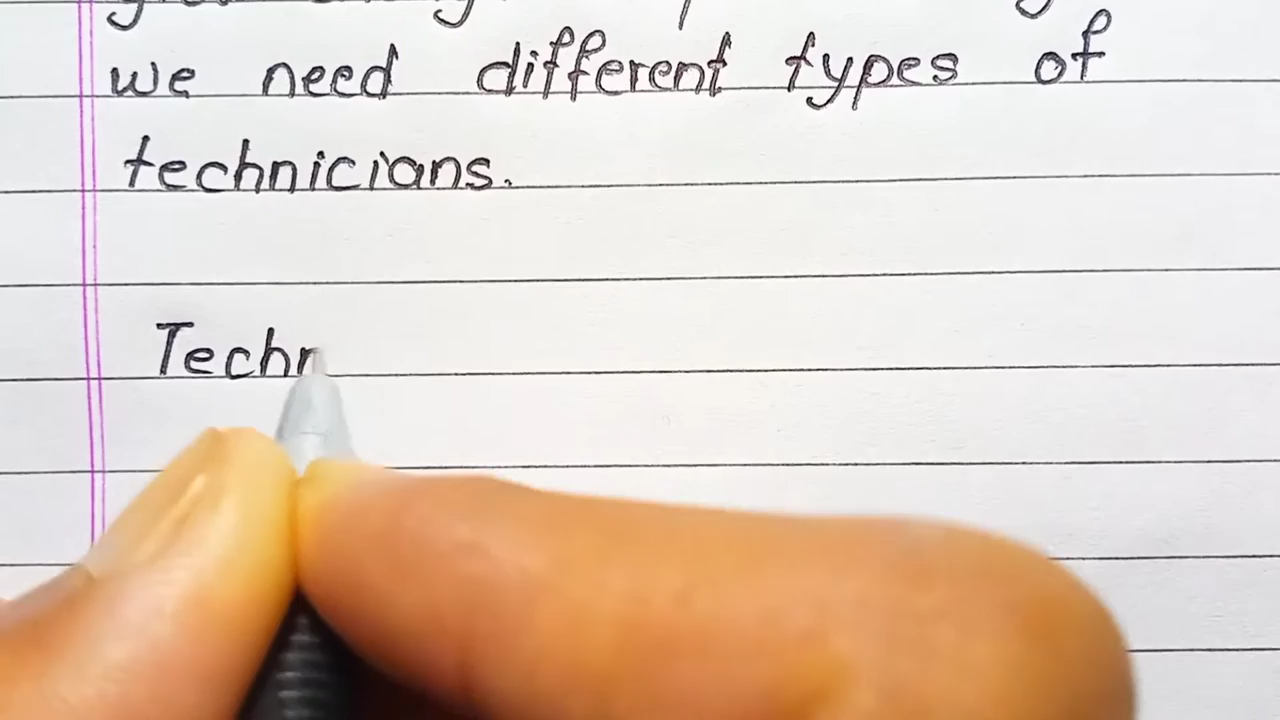 we need different types of
technicians.
Techn